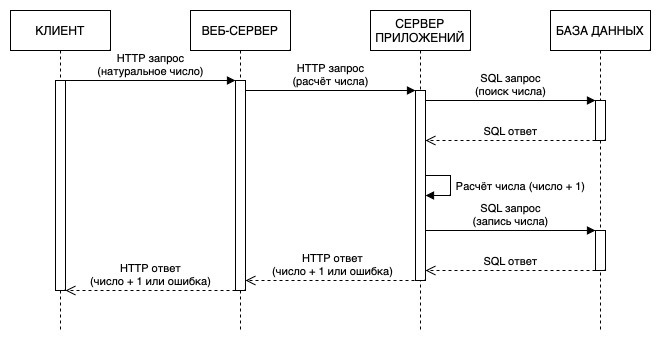 КЛИЕНТ
ВЕБ-СЕРВЕР
СЕРВЕР
ПРИЛОЖЕНИЙ
БАЗА ДАННЫХ
HTTP запрос
(натуральное число)
HTTP запрос
(расчёт числа)
SQL запрос
(поиск числа)
SQL ответ
Расчёт числа (число + 1)
SQL запрос
(запись числа)
SQL ответ
HTTP ответ
(число + 1 или ошибка)
HTTP ответ
(число + 1 или ошибка)